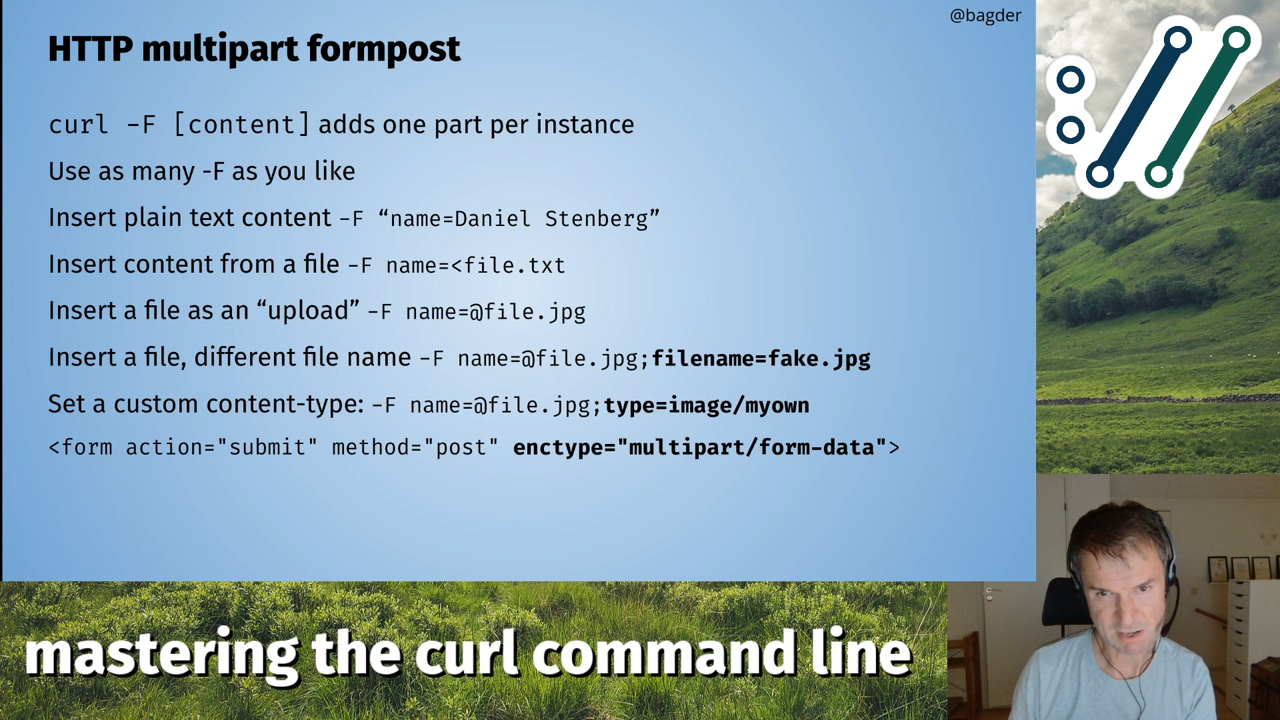 @bagder
HTTP multipart formpost
curl -F [content] adds one part per instance
Use as many -F as you like
Insert plain text content -F “name=Daniel Stenberg”
Insert content from a file -F name=<file.txt
Insert a file as an “upload” -F name=@file.jpg
Insert a file, different file name -F name=@file.jpg;filename=fake.jpg
Set a custom content-type: -F name=@file.jpg;type=image/myown
<form action="submit" method="post" enctype="multipart/form-data">
mastering the curl command line